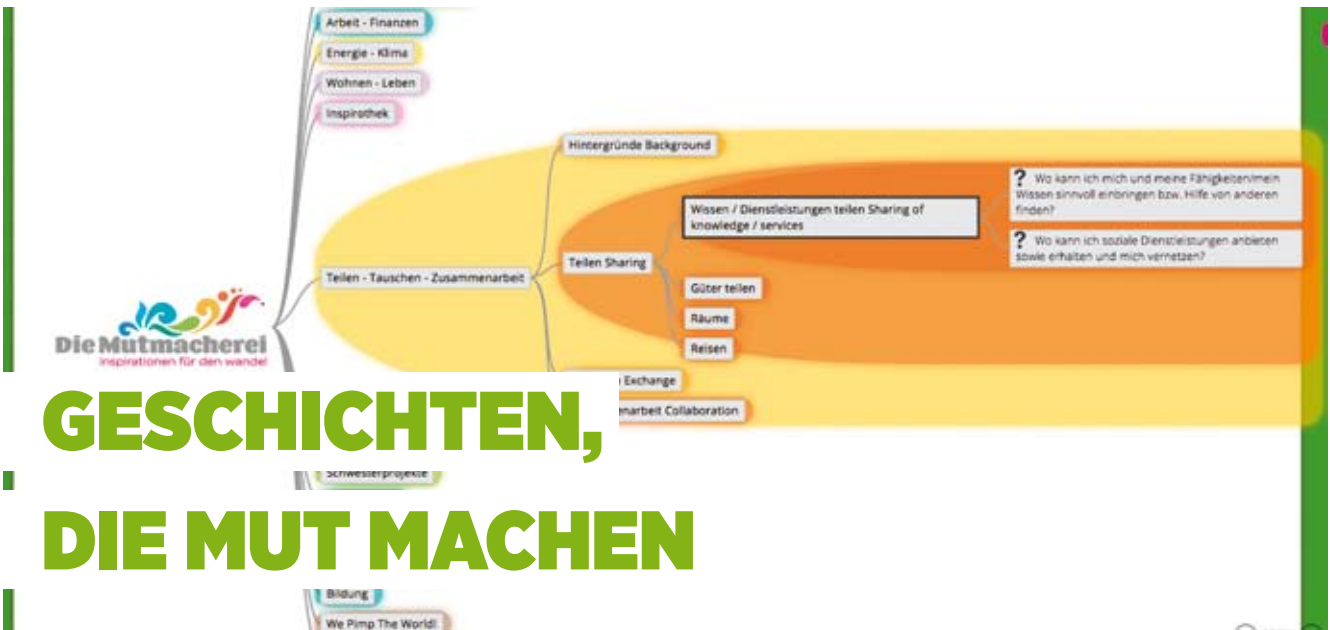 Arbeit - Finanzen
Energie - Klima
Wohnen - Leben
Inspirothek
Hintergründe Background
? Wo kann ich mich und meine Fähigkeiten/mein
Wissen sinnvoll einbringen bzw. Hilfe von anderen
finden?
Wissen / Dienstleistungen teilen Sharing of
knowledge / services
? Wo kann ich soziale Dienstleistungen anbieten
sowie erhalten und mich vernetzen?
Teilen Sharing
Teilen - Tauschen - Zusammenarbeit
Güter teilen
Räume
Reisen
Die Mutmacherei
inspirationen für den wandel
Exchange
enarbeit Collaboration
GESCHICHTEN,
Schwesterprojekte
DIE MUT MACHEN
Bildung
We Pimp The World!